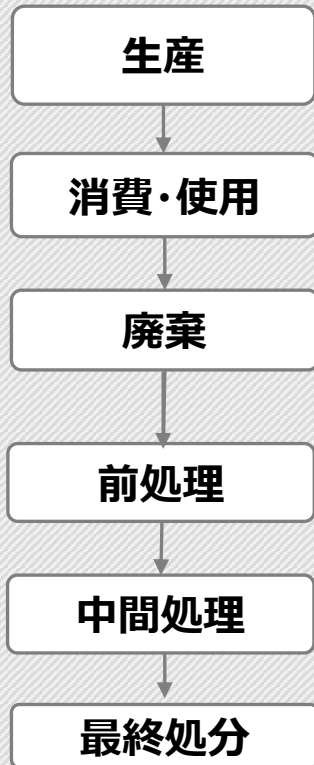 生産
消費･使用
廃棄
前処理
中間処理
最終処分